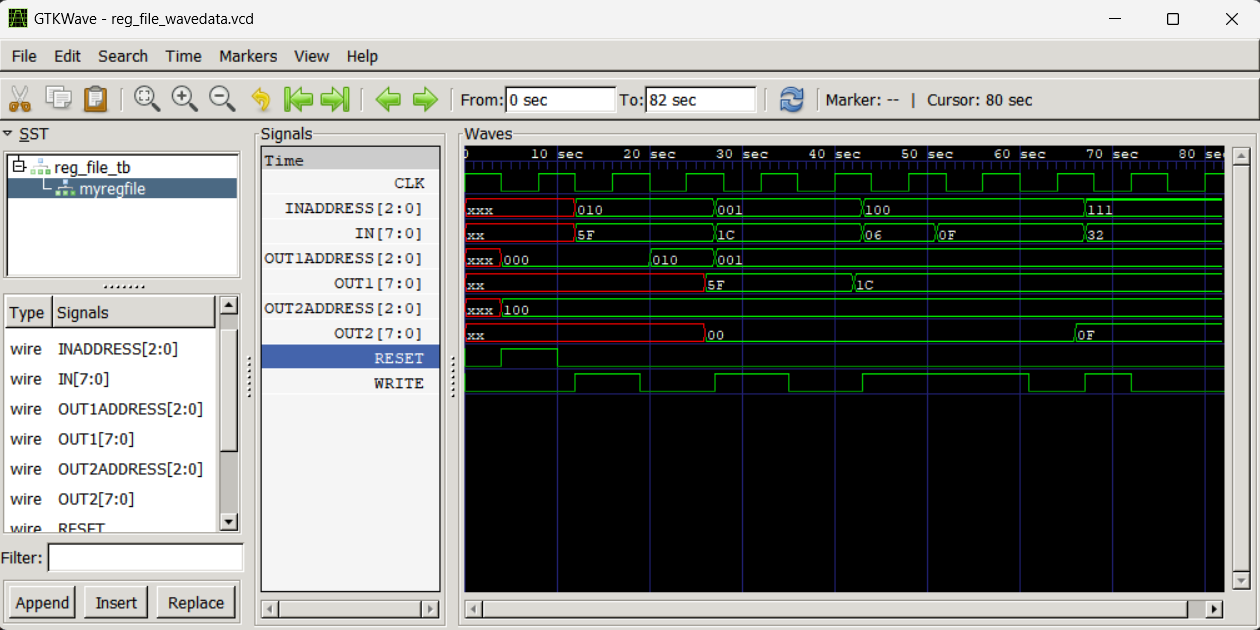 GTKWave - reg_file_wavedata.vcd
File Edit Search Time Markers View Help
From: 0 sec To: 82 sec Marker: -- | Cursor: 80 sec
SST
reg_file_tb
myregfile
Type Signals
wire INADDRESS[2:0]
wire IN[7:0]
wire OUT1ADDRESS[2:0]
wire OUT1[7:0]
wire OUT2ADDRESS[2:0]
wire OUT2[7:0]
wire RESET
Filter:
Append Insert Replace
Signals
Time
CLK
INADDRESS[2:0]
IN[7:0]
OUT1ADDRESS[2:0]
OUT1[7:0]
OUT2ADDRESS[2:0]
OUT2[7:0]
RESET
WRITE
Waves
0 10 sec 20 sec 30 sec 40 sec 50 sec 60 sec 70 sec 80 sec
xxx 010 001 100 111
xx 5F 1C 06 0F 32
xxx 000 010 001
xx 5F 1C
xxx 100
xx 00 0F